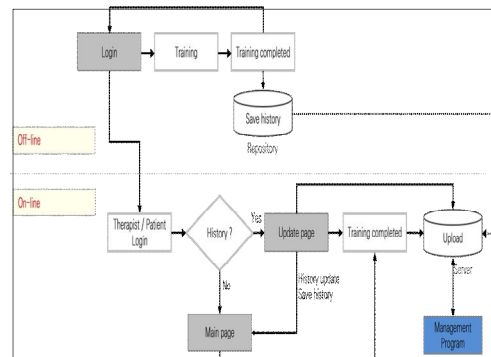 Login
Training
Training completed
Save history
Repository
Off-line
On-line
Therapist / Patient
Login
History ?
Yes
Update page
Training completed
Upload
Server
No
History update
Save history
Main page
Management
Program